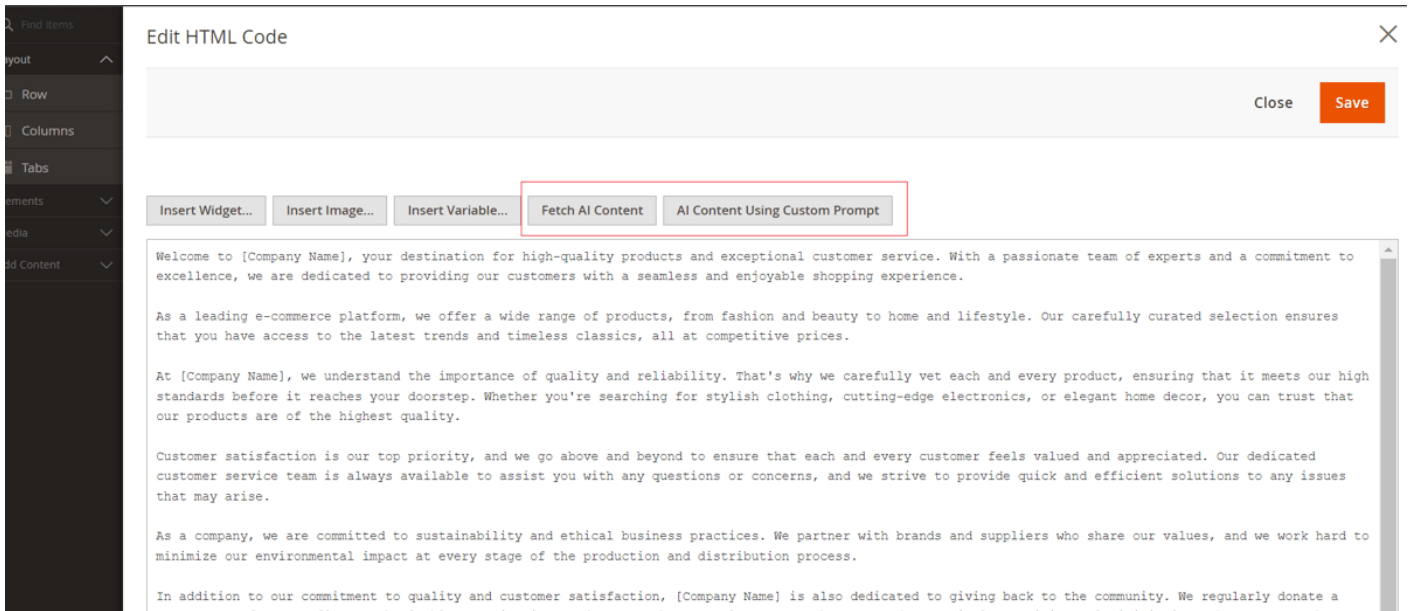 Find items
Edit HTML Code
Layout
Row
Close
Save
Columns
Tabs
Insert Widget...
Insert Image...
Insert Variable...
Fetch AI Content
AI Content Using Custom Prompt
Add Content
Welcome to [Company Name], your destination for high-quality products and exceptional customer service. With a passionate team of experts and a commitment to
excellence, we are dedicated to providing our customers with a seamless and enjoyable shopping experience.
As a leading e-commerce platform, we offer a wide range of products, from fashion and beauty to home and lifestyle. Our carefully curated selection ensures
that you have access to the latest trends and timeless classics, all at competitive prices.
At [Company Name], we understand the importance of quality and reliability. That's why we carefully vet each and every product, ensuring that it meets our high
standards before it reaches your doorstep. Whether you're searching for stylish clothing, cutting-edge electronics, or elegant home decor, you can trust that
our products are of the highest quality.
Customer satisfaction is our top priority, and we go above and beyond to ensure that each and every customer feels valued and appreciated. Our dedicated
customer service team is always available to assist you with any questions or concerns, and we strive to provide quick and efficient solutions to any issues
that may arise.
As a company, we are committed to sustainability and ethical business practices. We partner with brands and suppliers who share our values, and we work hard to
minimize our environmental impact at every stage of the production and distribution process.
In addition to our commitment to quality and customer satisfaction, [Company Name] is also dedicated to giving back to the community. We regularly donate a